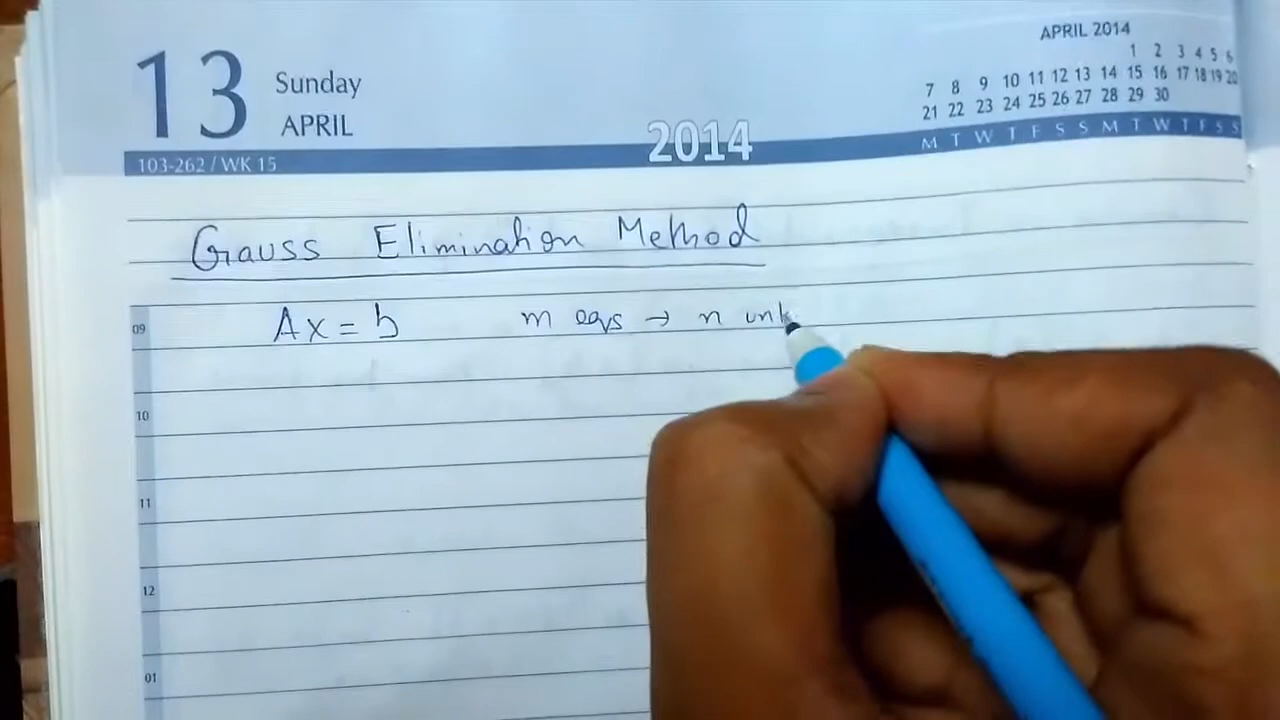 13 Sunday
APRIL
103-262 / WK 15
2014
APRIL 2014
1 2 3 4 5 6
7 8 9 10 11 12 13 14 15 16 17 18 19 20
21 22 23 24 25 26 27 28 29 30
M T W T F S S M T W T F S S
Gauss Elimination Method
09 Ax = b m eqs → n unk
10
11
12
01